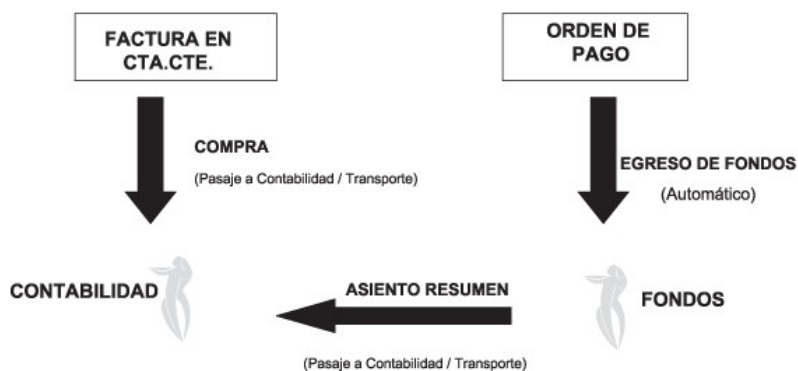 FACTURA EN
CTA.CTE.
ORDEN DE
PAGO
COMPRA
(Pasaje a Contabilidad / Transporte)
EGRESO DE FONDOS
(Automático)
CONTABILIDAD
ASIENTO RESUMEN
FONDOS
(Pasaje a Contabilidad / Transporte)